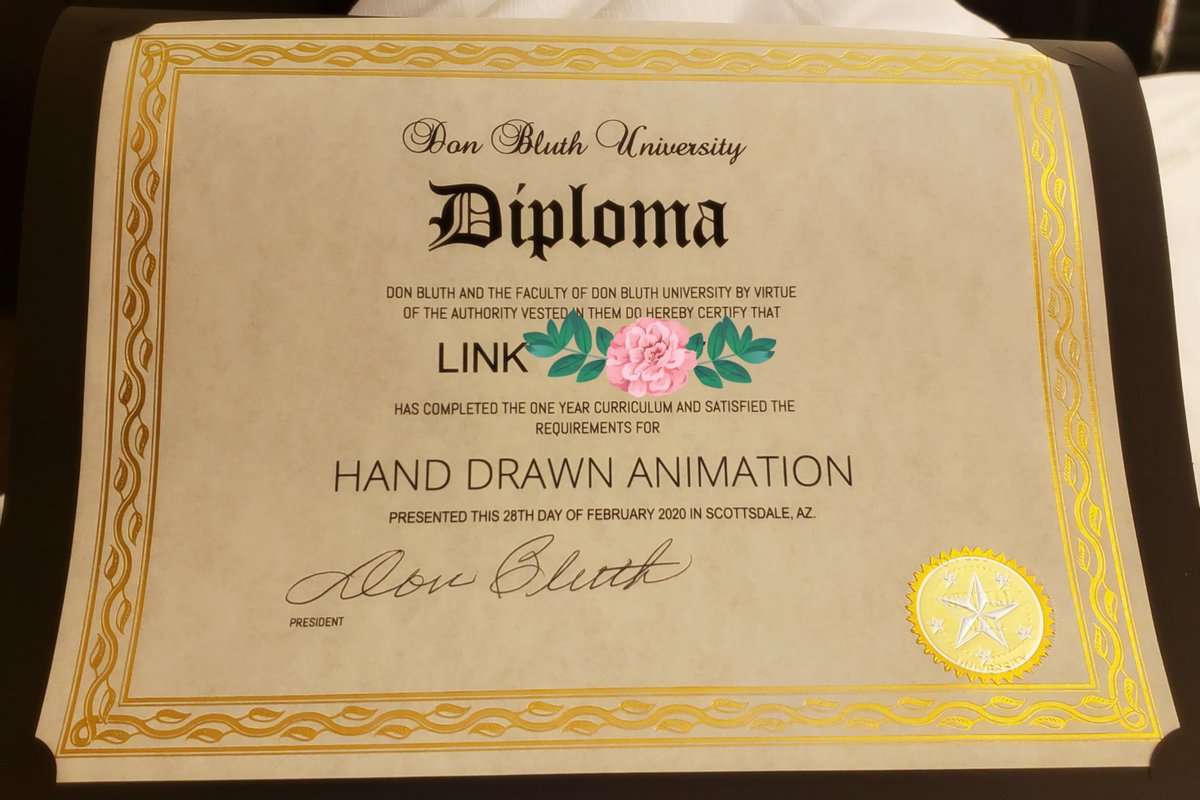 Don Bluth University
Diploma
DON BLUTH AND THE FACULTY OF DON BLUTH UNIVERSITY BY VIRTUE
OF THE AUTHORITY VESTED IN THEM DO HEREBY CERTIFY THAT
LINK
HAS COMPLETED THE ONE YEAR CURRICULUM AND SATISFIED THE
REQUIREMENTS FOR
HAND DRAWN ANIMATION
PRESENTED THIS 28TH DAY OF FEBRUARY 2020 IN SCOTTSDALE, AZ.
Don Bluth
PRESIDENT
UNIVERSITY